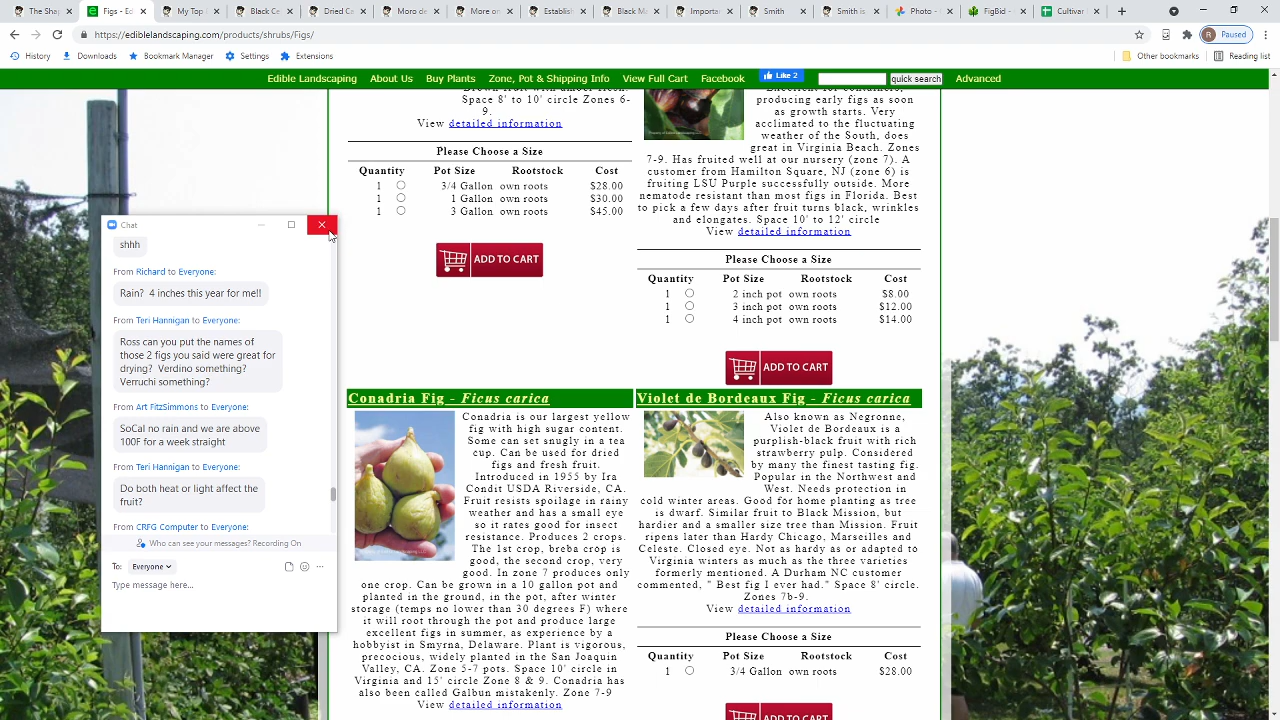 The Sha
Figs - Ed
My Top
Black Ce
Dried Ca
More de
More on
Establish
Black Ma
Importan
Smith
Smith is
Photo -
FigBid -
Cultivar
https://ediblelandscaping.com/products/shrubs/Figs/
R Paused
History Downloads Bookmark Manager Settings Extensions Other bookmarks Reading list
Edible Landscaping About Us Buy Plants Zone, Pot & Shipping Info View Full Cart Facebook Like 2 quick search Advanced
Space 8' to 10' circle Zones 6-
9.
View detailed information
Please Choose a Size
Quantity Pot Size Rootstock Cost
1 3/4 Gallon own roots $28.00
1 1 Gallon own roots $30.00
1 3 Gallon own roots $45.00
ADD TO CART
Excellent for containers,
producing early figs as soon
as growth starts. Very
acclimated to the fluctuating
weather of the South, does
great in Virginia Beach. Zones
7-9. Has fruited well at our nursery (zone 7). A
customer from Hamilton Square, NJ (zone 6) is
fruiting LSU Purple successfully outside. More
nematode resistant than most figs in Florida. Best
to pick a few days after fruit turns black, wrinkles
and elongates. Space 10' to 12' circle
View detailed information
Please Choose a Size
Quantity Pot Size Rootstock Cost
1 2 inch pot own roots $8.00
1 3 inch pot own roots $12.00
1 4 inch pot own roots $14.00
ADD TO CART
Conadria Fig - Ficus carica
Conadria is our largest yellow
fig with high sugar content.
Some can set snugly in a tea
cup. Can be used for dried
figs and fresh fruit.
Introduced in 1955 by Ira
Condit USDA Riverside, CA.
Fruit resists spoilage in rainy
weather and has a small eye
so it rates good for insect
resistance. Produces 2 crops.
The 1st crop, breba crop is
good, the second crop, very
good. In zone 7 produces only
one crop. Can be grown in a 10 gallon pot and
planted in the ground, in the pot, after winter
storage (temps no lower than 30 degrees F) where
it will root through the pot and produce large
excellent figs in summer, as experience by a
hobbyist in Smyrna, Delaware. Plant is vigorous,
precocious, widely planted in the San Joaquin
Valley, CA. Zone 5-7 pots. Space 10' circle in
Virginia and 15' circle Zone 8 & 9. Conadria has
also been called Galbun mistakenly. Zone 7-9
View detailed information
Violet de Bordeaux Fig - Ficus carica
Also known as Negronne,
Violet de Bordeaux is a
purplish-black fruit with rich
strawberry pulp. Considered
by many the finest tasting fig.
Popular in the Northwest and
West. Needs protection in
cold winter areas. Good for home planting as tree
is dwarf. Similar fruit to Black Mission, but
hardier and a smaller size tree than Mission. Fruit
ripens later than Hardy Chicago, Marseilles and
Celeste. Closed eye. Not as hardy as or adapted to
Virginia winters as much as the three varieties
formerly mentioned. A Durham NC customer
commented, " Best fig I ever had." Space 8' circle.
Zones 7b-9.
View detailed information
Please Choose a Size
Quantity Pot Size Rootstock Cost
1 3/4 Gallon own roots $28.00
ADD TO CART
Chat
shhh
From Richard to Everyone:
Rain? 4 inches this year for me!!
From Teri Hannigan to Everyone:
Ross can you put the names of
those 2 figs you said were great for
drying? Verdino something?
Verruchi something?
From Art FitzSimmons to Everyone:
SoCal no rain and we are above
100F for a week straight
From Teri Hannigan to Everyone:
Do both heat or light affect the
fruit?
From CRFG Computer to Everyone:
Who can see your messages? Recording On
To: Everyone
Type message here...